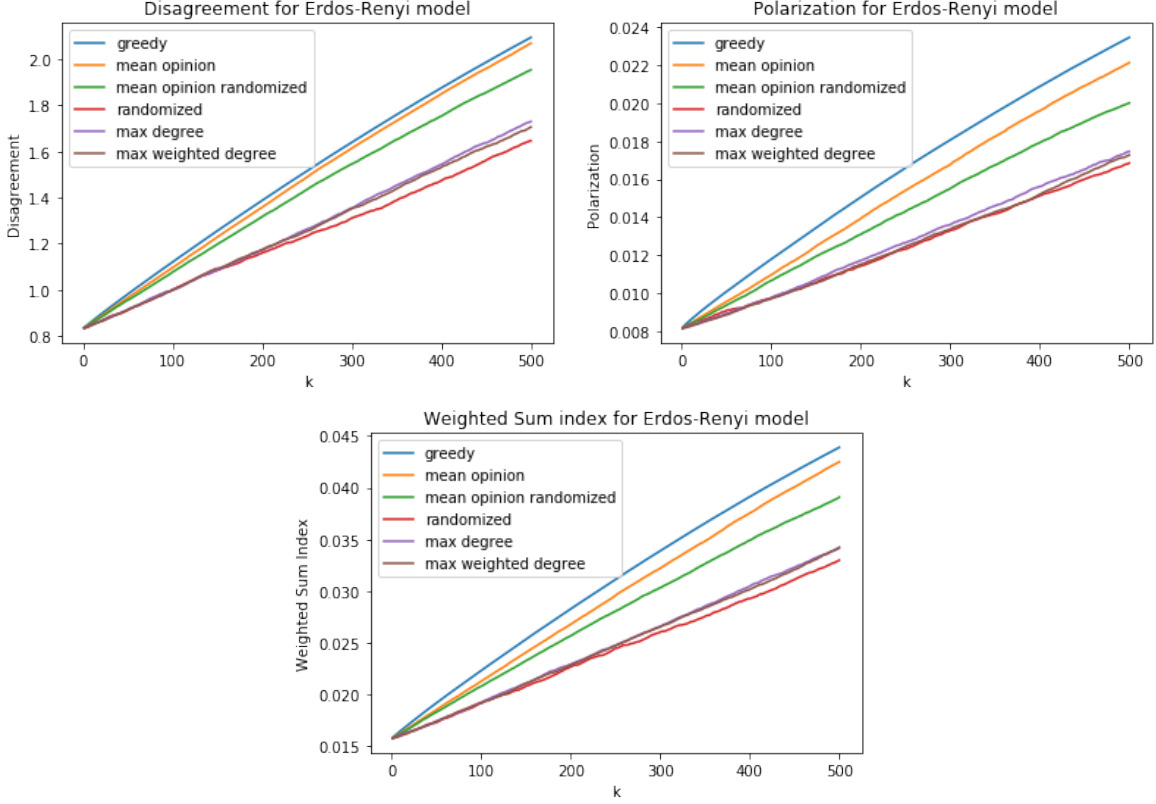 Disagreement for Erdos-Renyi model
greedy
mean opinion
mean opinion randomized
randomized
max degree
max weighted degree
Disagreement
2.0
1.8
1.6
1.4
1.2
1.0
0.8
0 100 200 300 400 500
k
Polarization for Erdos-Renyi model
greedy
mean opinion
mean opinion randomized
randomized
max degree
max weighted degree
Polarization
0.024
0.022
0.020
0.018
0.016
0.014
0.012
0.010
0.008
0 100 200 300 400 500
k
Weighted Sum index for Erdos-Renyi model
greedy
mean opinion
mean opinion randomized
randomized
max degree
max weighted degree
Weighted Sum Index
0.045
0.040
0.035
0.030
0.025
0.020
0.015
0 100 200 300 400 500
k